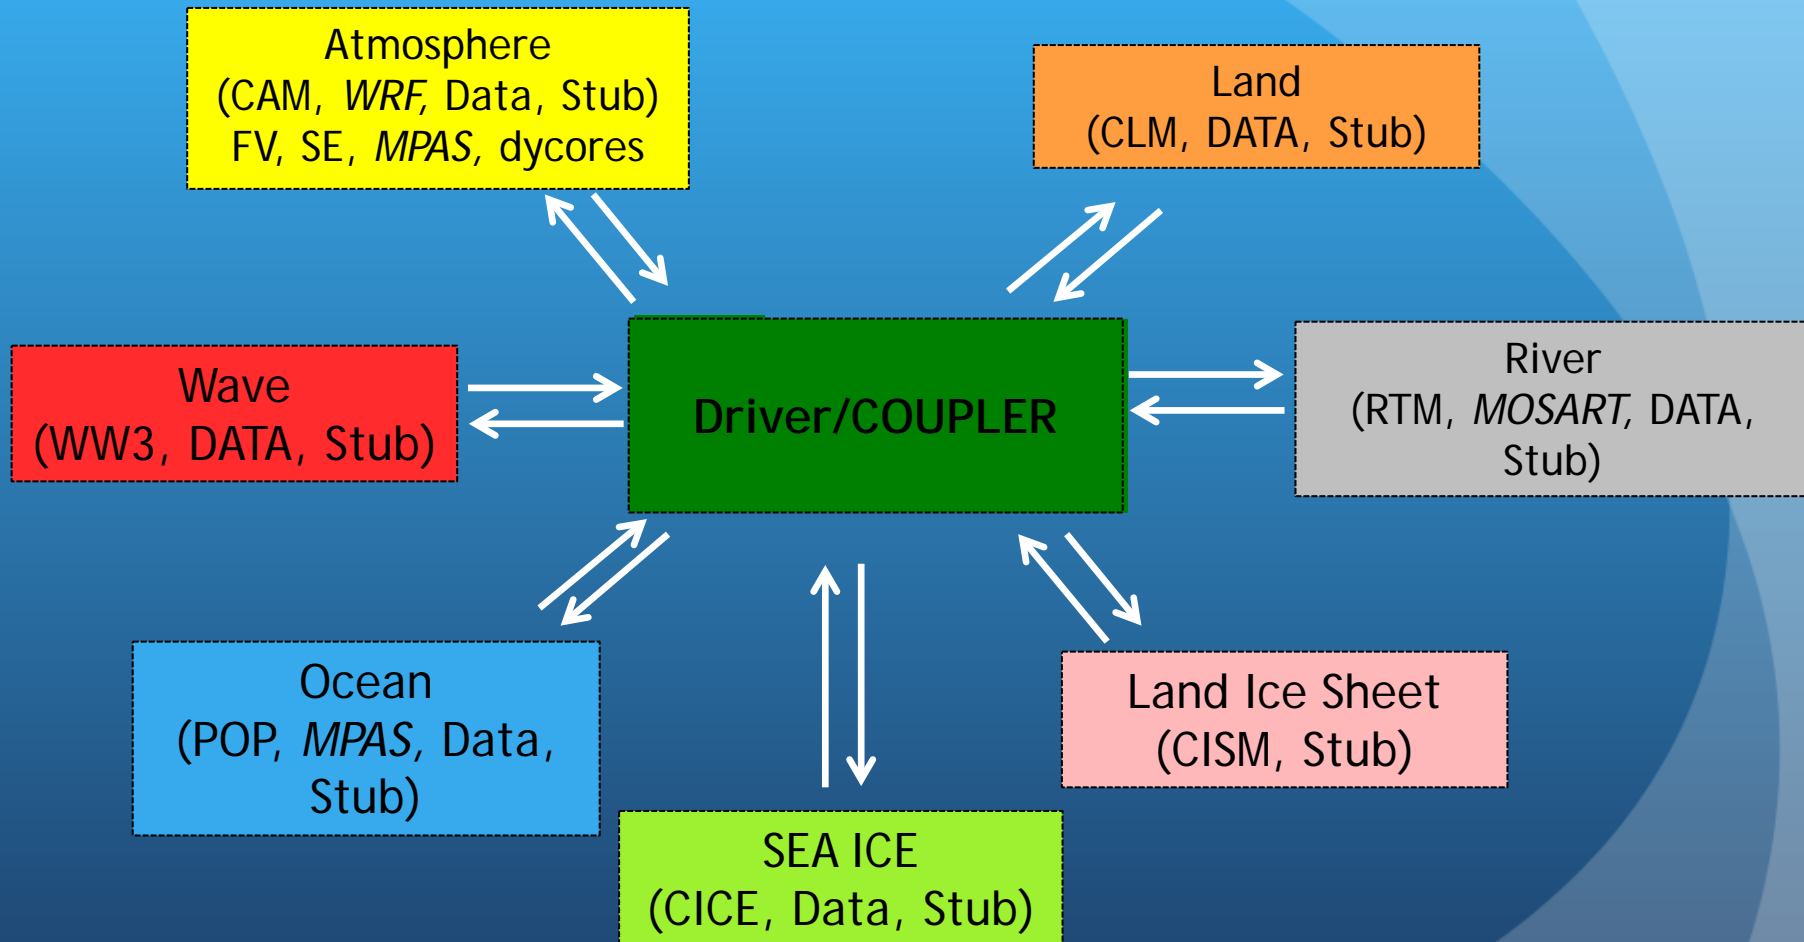 Atmosphere
(CAM, WRF, Data, Stub)
FV, SE, MPAS, dycores
Land
(CLM, DATA, Stub)
Wave
(WW3, DATA, Stub)
Driver/COUPLER
River
(RTM, MOSART, DATA,
Stub)
Ocean
(POP, MPAS, Data,
Stub)
Land Ice Sheet
(CISM, Stub)
SEA ICE
(CICE, Data, Stub)